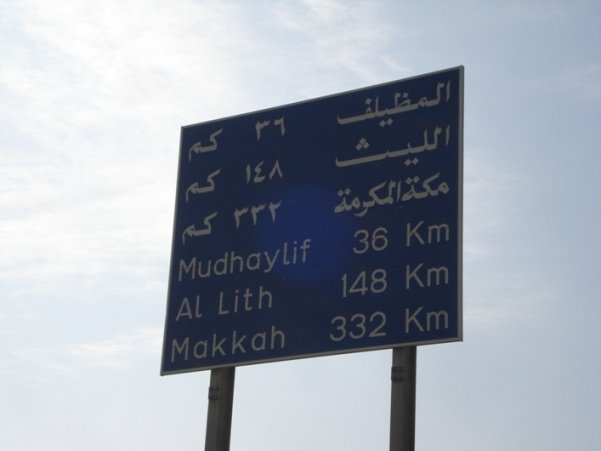 المظيلف ٣٦ كم
الليث ١٤٨ كم
مكة المكرمة ٣٣٢ كم
Mudhaylif 36 Km
Al Lith 148 Km
Makkah 332 Km